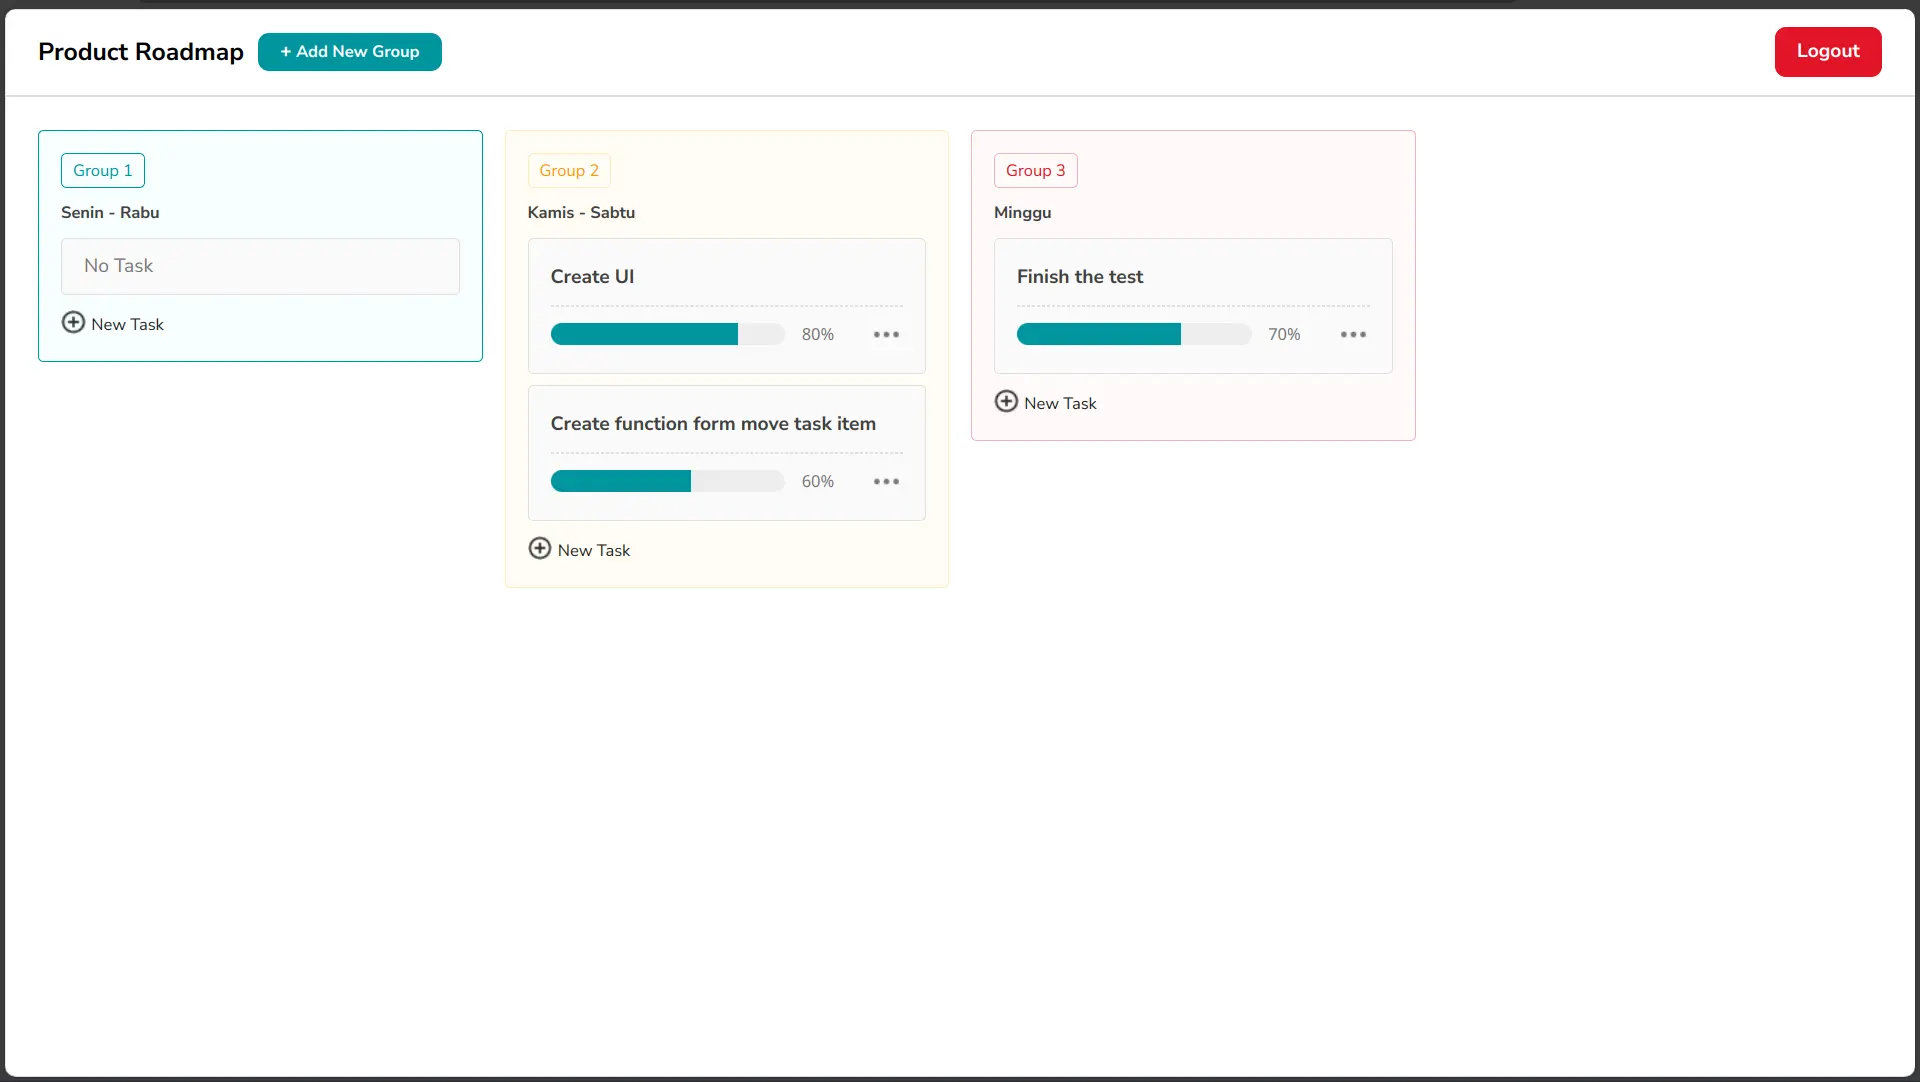 Product Roadmap
+ Add New Group
Logout
Group 1
Senin - Rabu
No Task
New Task
Group 2
Kamis - Sabtu
Create UI
80%
Create function form move task item
60%
New Task
Group 3
Minggu
Finish the test
70%
New Task